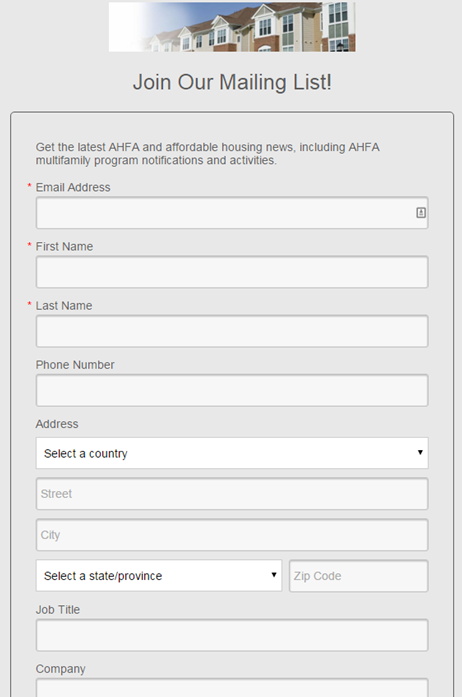 Join Our Mailing List!
Get the latest AHFA and affordable housing news, including AHFA
multifamily program notifications and activities.
* Email Address
* First Name
* Last Name
Phone Number
Address
Select a country
Street
City
Select a state/province
Zip Code
Job Title
Company